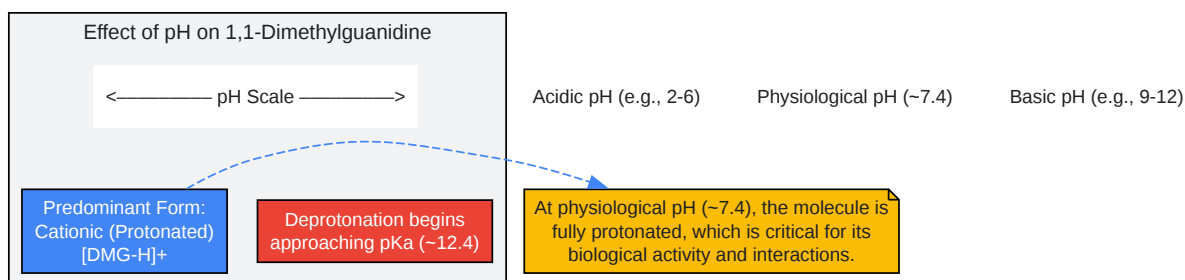 Effect of pH on 1,1-Dimethylguanidine
<───────── pH Scale ─────────>
Acidic pH (e.g., 2-6)
Physiological pH (~7.4)
Basic pH (e.g., 9-12)
Predominant Form:
Cationic (Protonated)
[DMG-H]+
Deprotonation begins
approaching pKa (~12.4)
At physiological pH (~7.4), the molecule is
fully protonated, which is critical for its
biological activity and interactions.